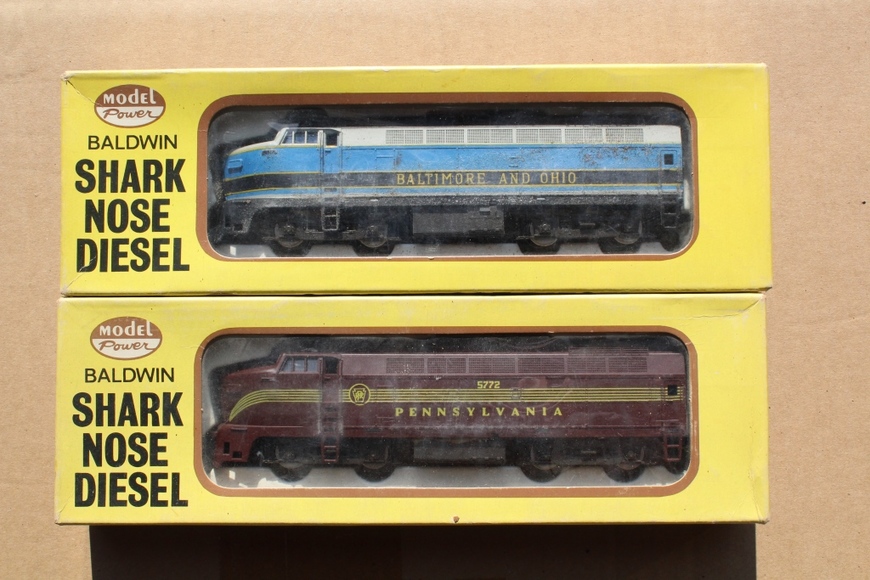 MODEL
Power
BALDWIN
SHARK
NOSE
DIESEL
BALTIMORE AND OHIO
MODEL
Power
BALDWIN
SHARK
NOSE
DIESEL
5772
PENNSYLVANIA